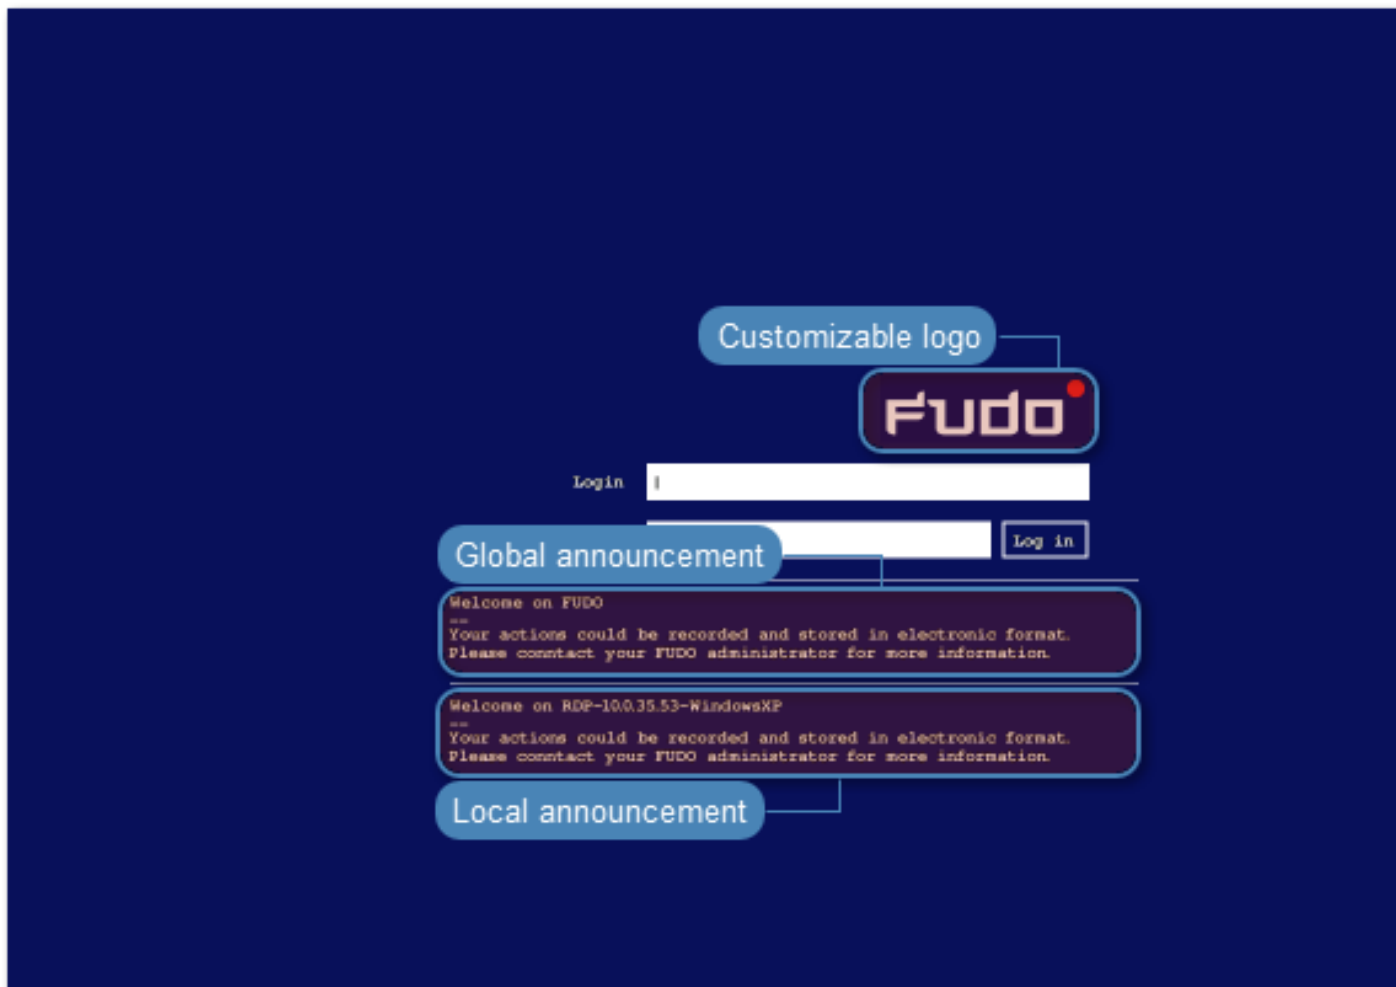 Customizable logo
FUDO
Login
Log in
Global announcement
Welcome on FUDO
--
Your actions could be recorded and stored in electronic format.
Please conntact your FUDO administrator for more information.
Welcome on RDP-10.0.35.53-WindowsXP
--
Your actions could be recorded and stored in electronic format.
Please conntact your FUDO administrator for more information.
Local announcement